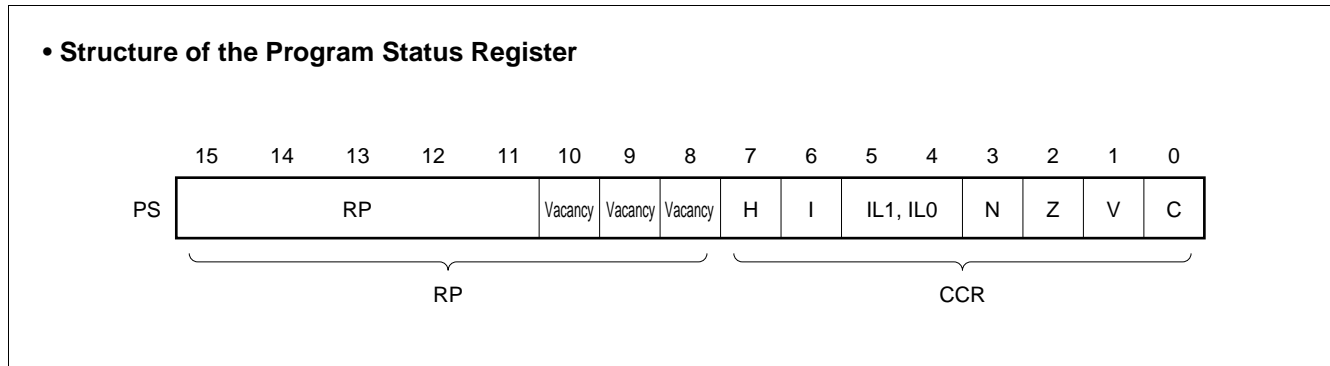 • Structure of the Program Status Register
15 14 13 12 11 10 9 8 7 6 5 4 3 2 1 0
PS RP Vacancy Vacancy Vacancy H I IL1, IL0 N Z V C
RP CCR